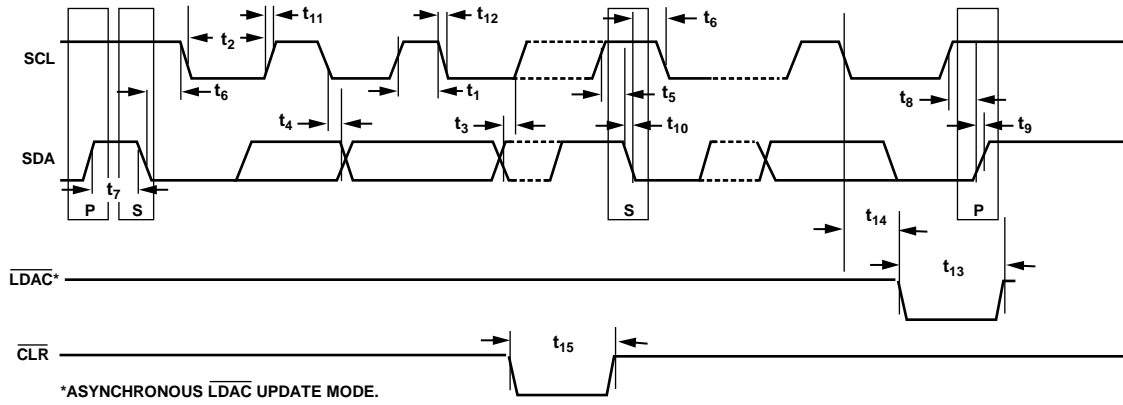 t11
t12
t2
t6
SCL
t6
t1
t5
t8
t4
t3
t10
t9
SDA
t7
P
S
S
P
t14
LDAC*
t13
CLR
t15
*ASYNCHRONOUS LDAC UPDATE MODE.